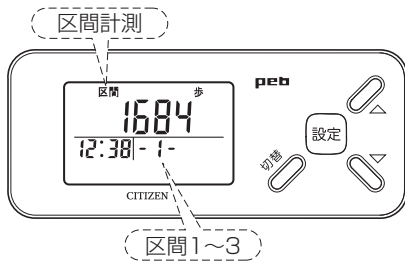 区間計測
区間 歩
1684
12:38 -1-
CITIZEN
peb
設定
切替
△
▽
区間1~3